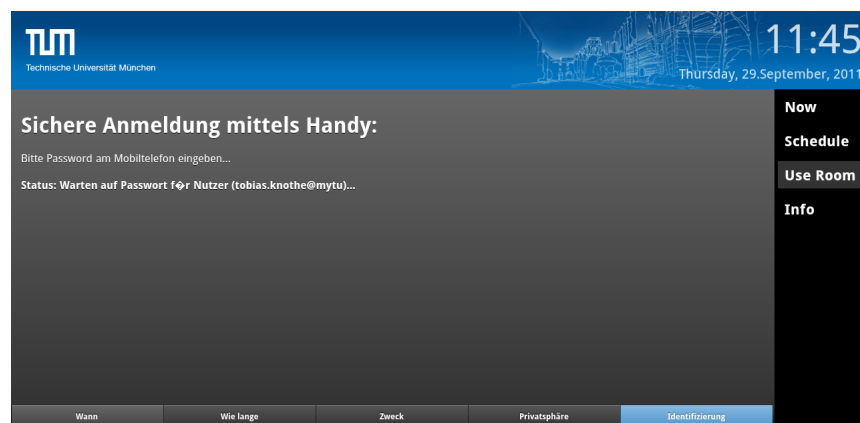 TUM
Technische Universität München
11:45
Thursday, 29.September, 2011
Sichere Anmeldung mittels Handy:
Bitte Password am Mobiltelefon eingeben...
Status: Warten auf Passwort f�r Nutzer (tobias.knothe@mytu)...
Now
Schedule
Use Room
Info
Wann
Wie lange
Zweck
Privatsphäre
Identifizierung